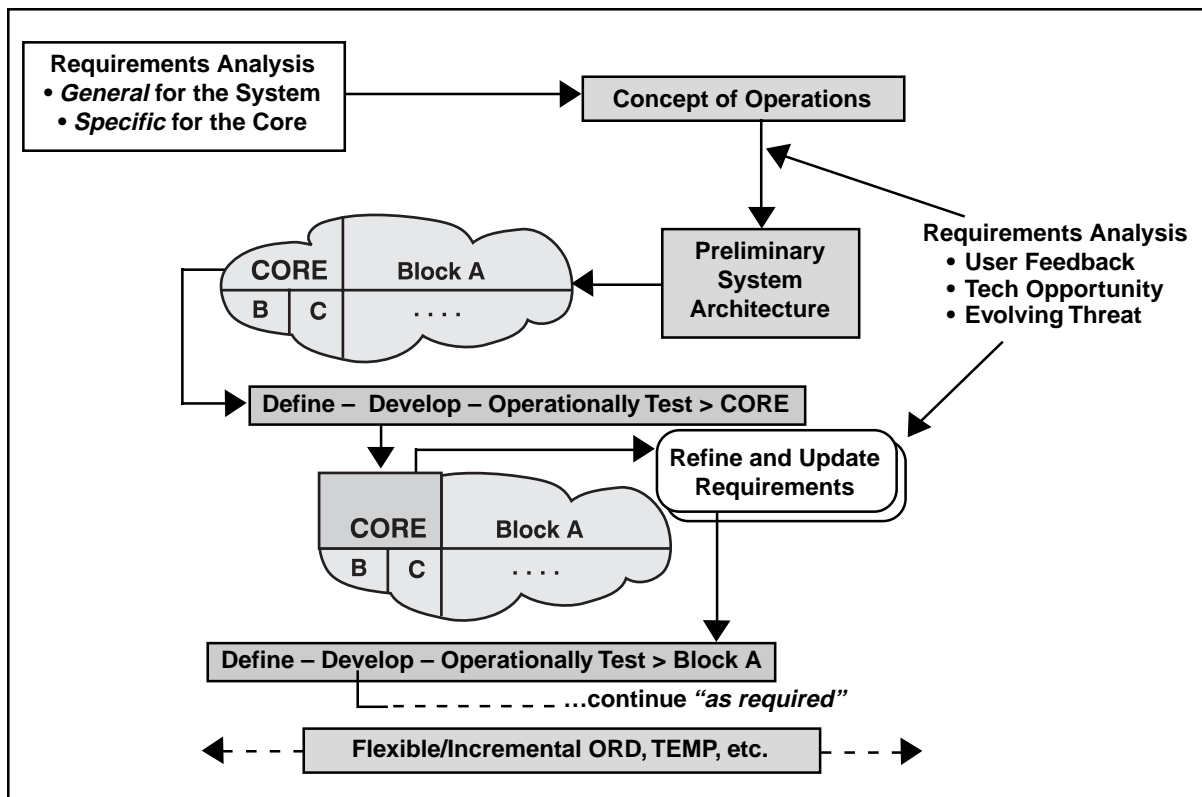 Requirements Analysis
• General for the System
• Specific for the Core
Concept of Operations
Preliminary
System
Architecture
Requirements Analysis
• User Feedback
• Tech Opportunity
• Evolving Threat
CORE
Block A
B
C
. . . .
Define – Develop – Operationally Test > CORE
Refine and Update
Requirements
CORE
Block A
B
C
. . . .
Define – Develop – Operationally Test > Block A
…continue “as required”
Flexible/Incremental ORD, TEMP, etc.